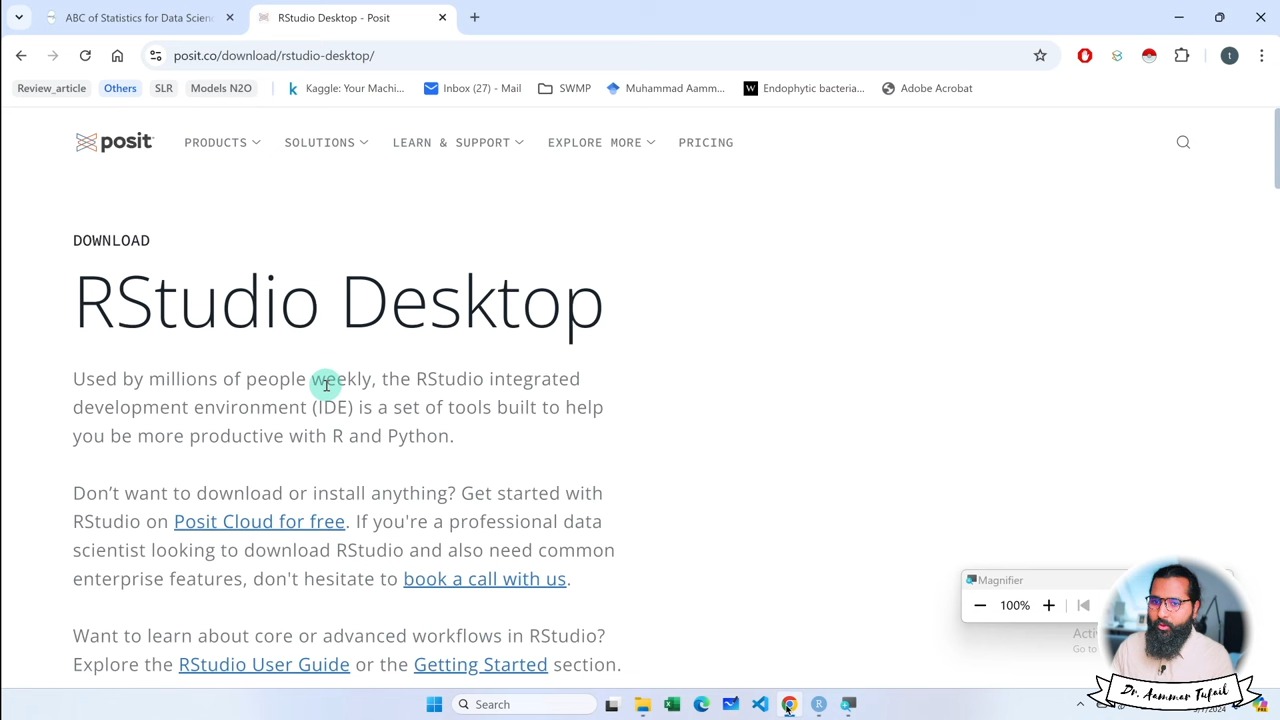 ABC of Statistics for Data Scien
RStudio Desktop - Posit
posit.co/download/rstudio-desktop/
t
Review_article
Others
SLR
Models N2O
Kaggle: Your Machi...
Inbox (27) - Mail
SWMP
Muhammad Aamm...
W
Endophytic bacteria...
Adobe Acrobat
posit
PRODUCTS
SOLUTIONS
LEARN & SUPPORT
EXPLORE MORE
PRICING
DOWNLOAD
RStudio Desktop
Used by millions of people weekly, the RStudio integrated
development environment (IDE) is a set of tools built to help
you be more productive with R and Python.
Don’t want to download or install anything? Get started with
RStudio on Posit Cloud for free. If you're a professional data
scientist looking to download RStudio and also need common
enterprise features, don't hesitate to book a call with us.
Want to learn about core or advanced workflows in RStudio?
Explore the RStudio User Guide or the Getting Started section.
Magnifier
100%
Go to
Dr. Aammar Tufail
Search
R